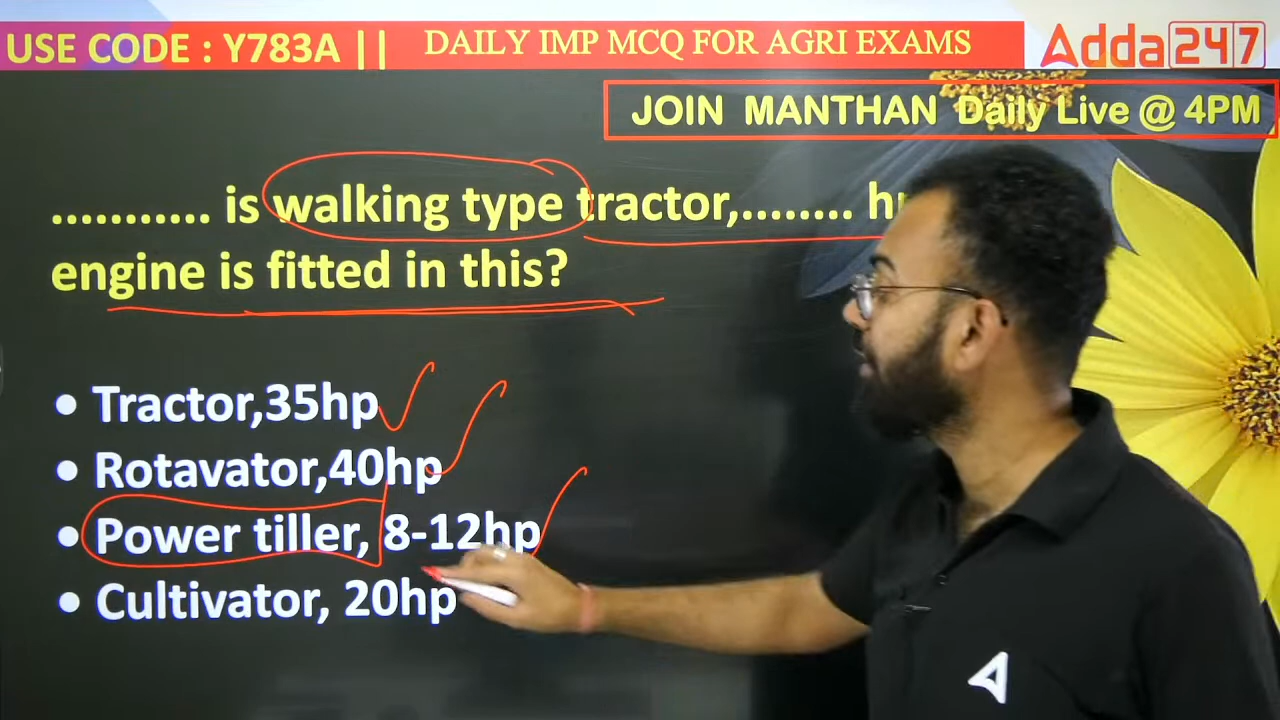 USE CODE : Y783A ||
DAILY IMP MCQ FOR AGRI EXAMS
Adda247
JOIN MANTHAN Daily Live @ 4PM
........... is walking type tractor,........
engine is fitted in this?
• Tractor,35hp
• Rotavator,40hp
• Power tiller, 8-12hp
• Cultivator, 20hp